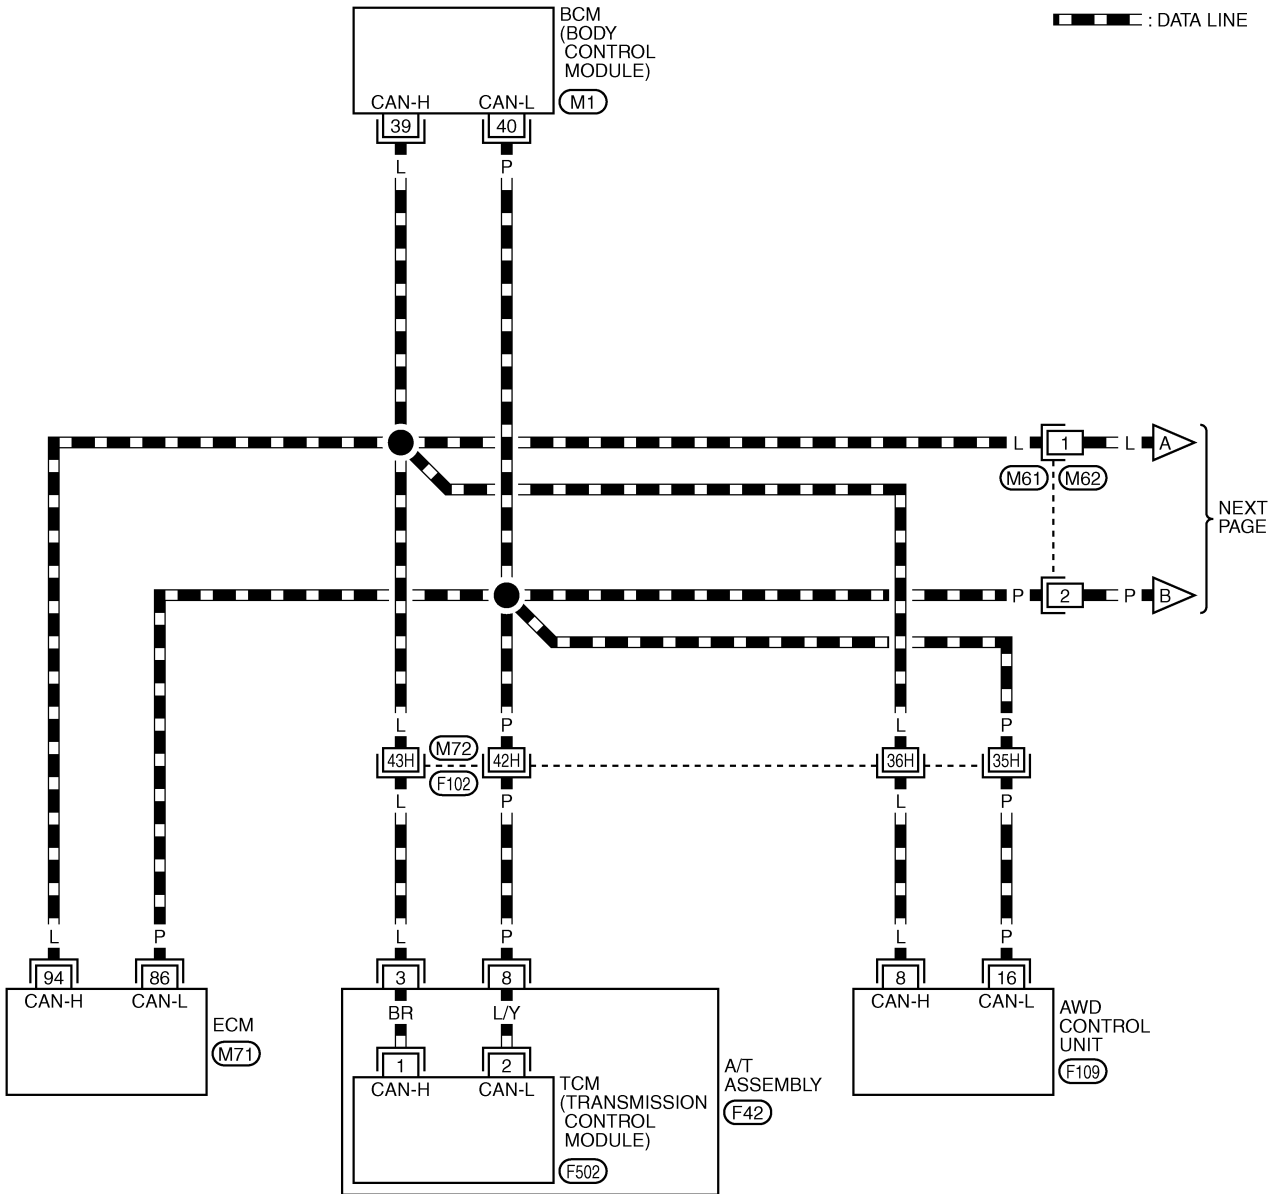 BCM
(BODY
CONTROL
MODULE)
M1
: DATA LINE
CAN-H
CAN-L
39
40
L
P
L
1
L
A
M61
M62
NEXT
PAGE
P
2
P
B
L
P
L
P
43H
M72
42H
36H
35H
F102
L
P
L
P
L
P
L
P
L
P
94
86
3
8
8
16
CAN-H
CAN-L
BR
L/Y
CAN-H
CAN-L
ECM
M71
1
2
CAN-H
CAN-L
TCM
(TRANSMISSION
CONTROL
MODULE)
F502
A/T
ASSEMBLY
F42
AWD
CONTROL
UNIT
F109